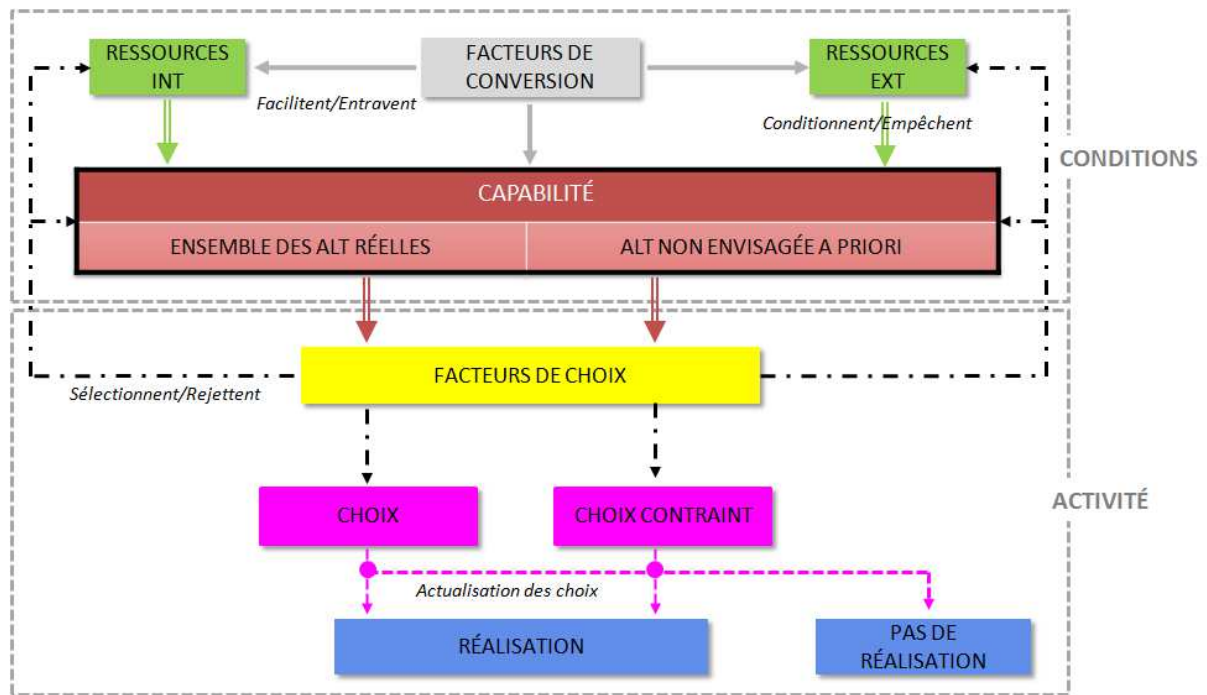 RESSOURCES
INT
FACTEURS DE
CONVERSION
RESSOURCES
EXT
Facilitent/Entravent
Conditionnent/Empêchent
CONDITIONS
CAPABILITÉ
ENSEMBLE DES ALT RÉELLES
ALT NON ENVISAGÉE A PRIORI
FACTEURS DE CHOIX
Sélectionnent/Rejettent
CHOIX
CHOIX CONTRAINT
ACTIVITÉ
Actualisation des choix
RÉALISATION
PAS DE
RÉALISATION